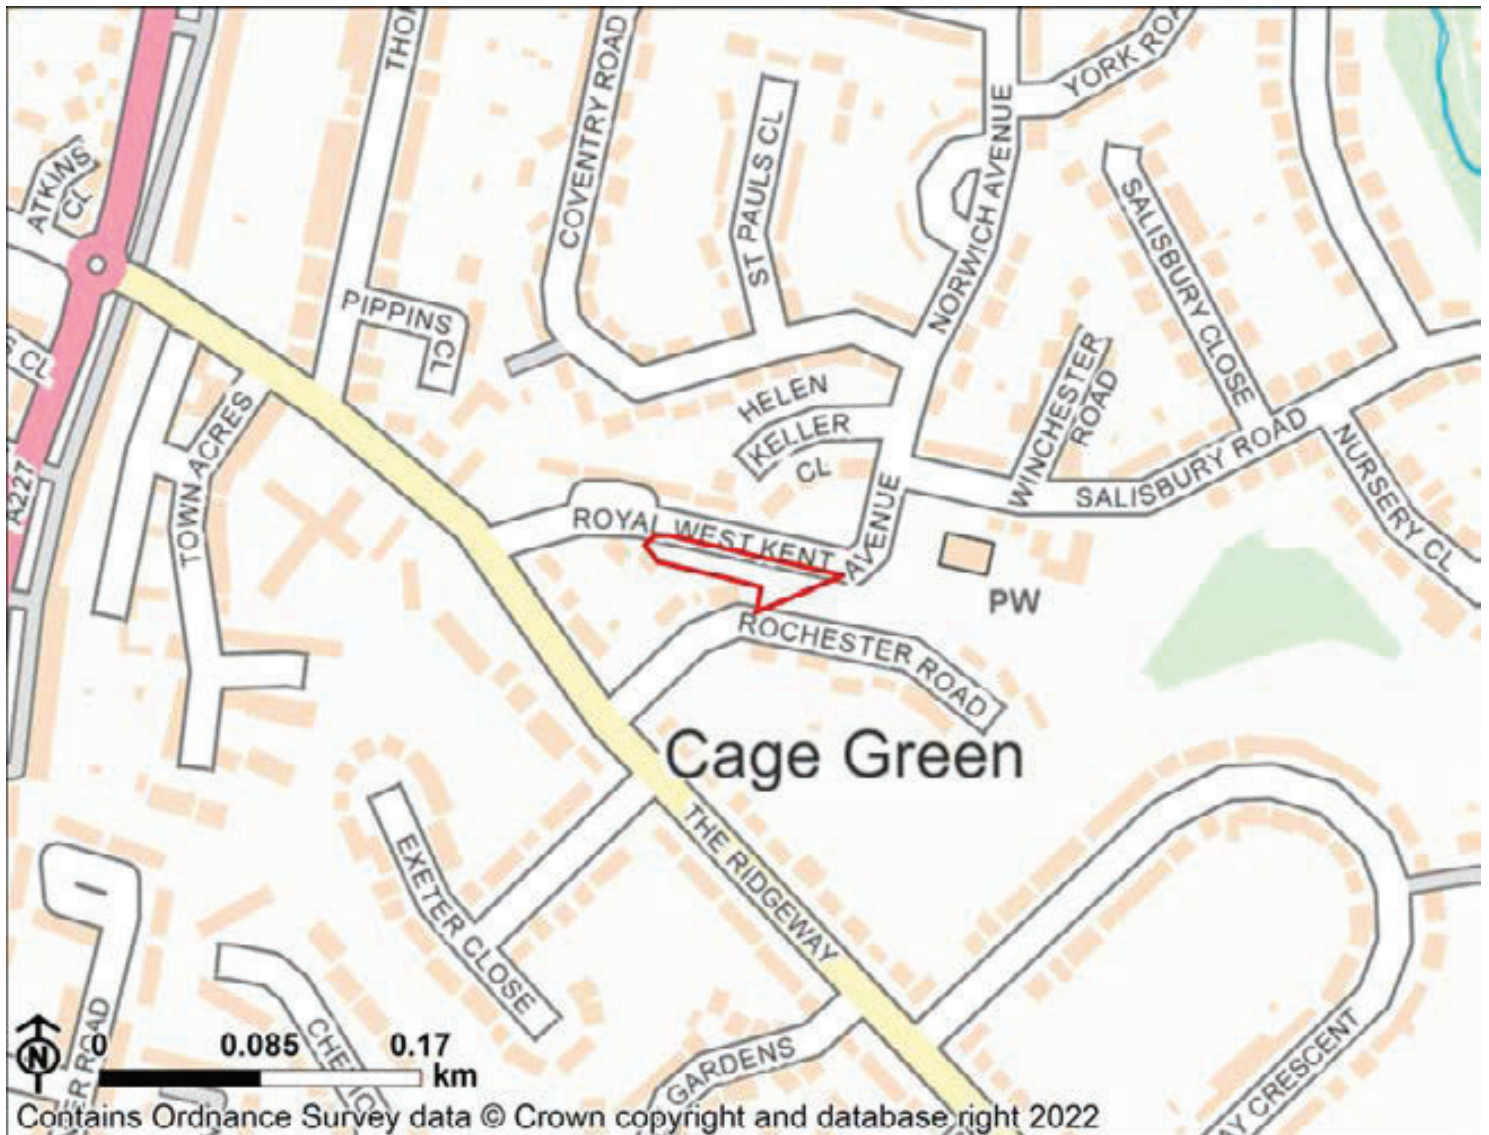 THO
COVENTRY ROAD
YORK ROA
ATKINS
CL
ST PAULS CL
NORWICH AVENUE
SALISBURY CLOSE
PIPPINS
CL
S CL
HELEN
KELLER
CL
WINCHESTER
ROAD
TOWN ACRES
A227
SALISBURY ROAD
NURSERY CL
ROYAL WEST KENT
AVENUE
PW
ROCHESTER ROAD
Cage Green
THE RIDGEWAY
EXETER CLOSE
ER ROAD
CHE
GARDENS
AY CRESCENT
N
0 0.085 0.17
km
Contains Ordnance Survey data © Crown copyright and database right 2022